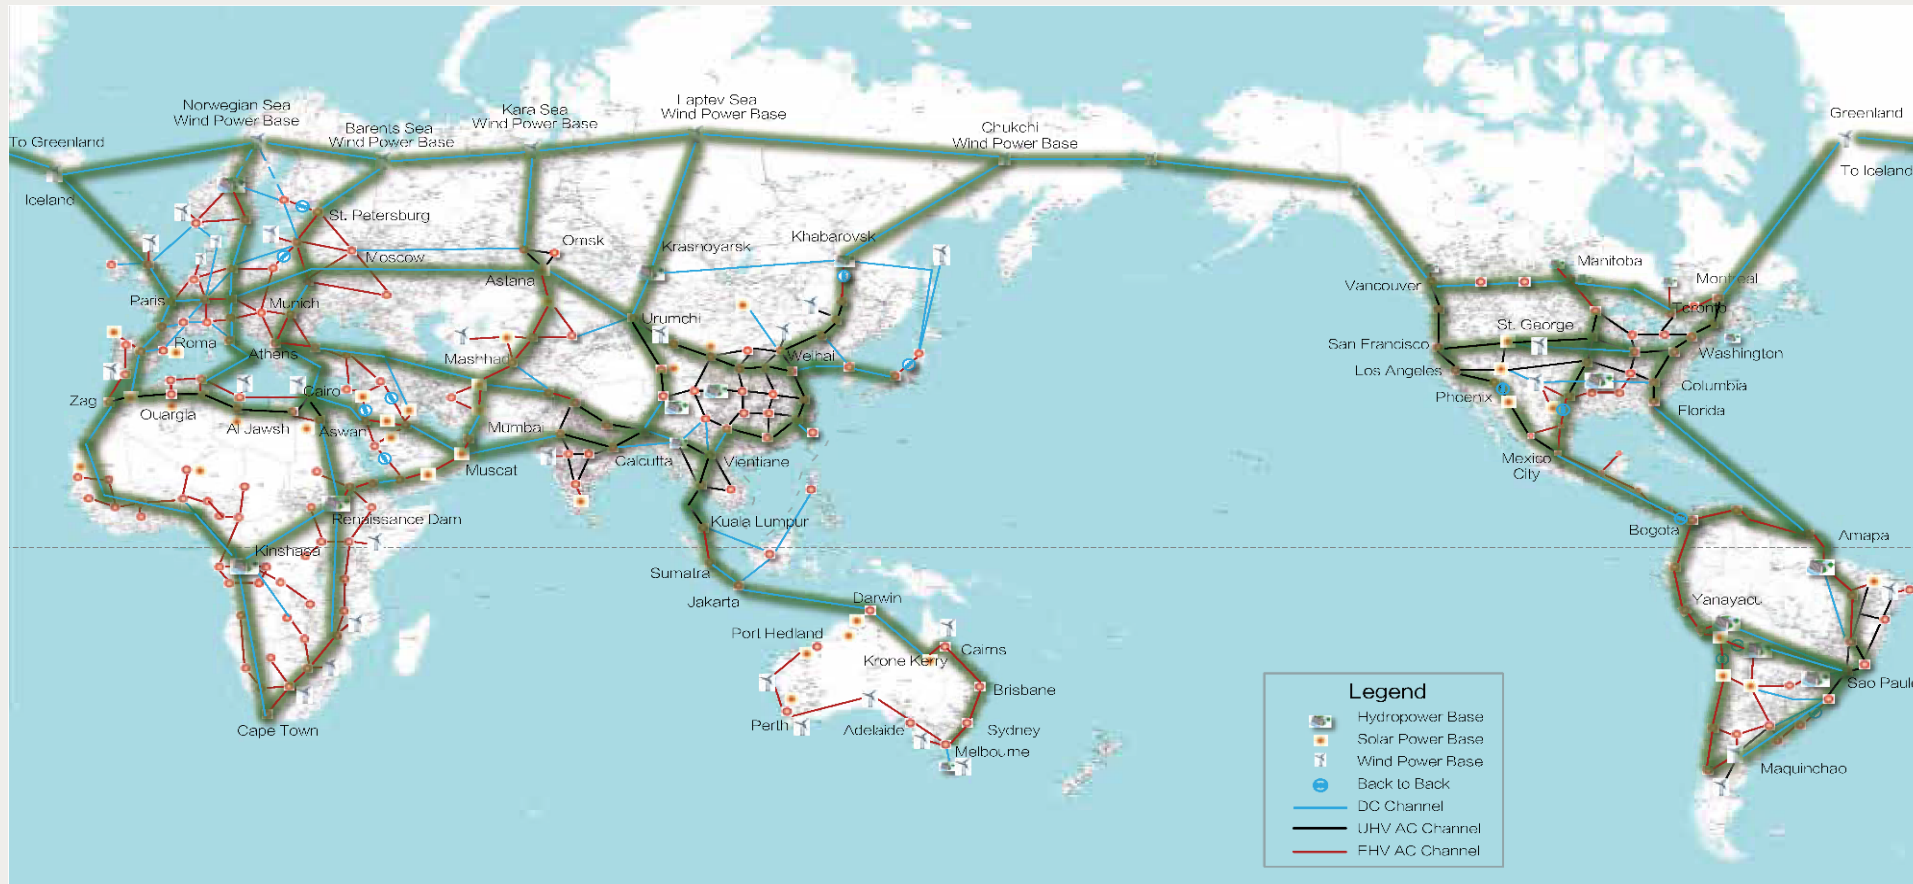 Norwegian Sea
Wind Power Base
Barents Sea
Wind Power Base
Kara Sea
Wind Power Base
Laptev Sea
Wind Power Base
Chukchi
Wind Power Base
Greenland
To Greenland
To Iceland
Iceland
St. Petersburg
Moscow
Omsk
Astana
Krasnoyarsk
Khabarovsk
Manitoba
Montreal
Vancouver
Toronto
Paris
Munich
Urumchi
St. George
Roma
Athens
Mashhad
Weihai
San Francisco
Washington
Los Angeles
Columbia
Phoenix
Florida
Zag
Ouargla
Cairo
Al Jawsh
Aswan
Mumbai
Muscat
Calcutta
Vientiane
Mexico
City
Renaissance Dam
Kuala Lumpur
Bogota
Amapa
Kinshasa
Sumatra
Jakarta
Darwin
Yanayacu
Port Hedland
Krone Kerry
Cairns
Brisbane
Sao Paul
Perth
Adelaide
Sydney
Melbourne
Cape Town
Maquinchao
Legend
Hydropower Base
Solar Power Base
Wind Power Base
Back to Back
DC Channel
UHV AC Channel
EHV AC Channel